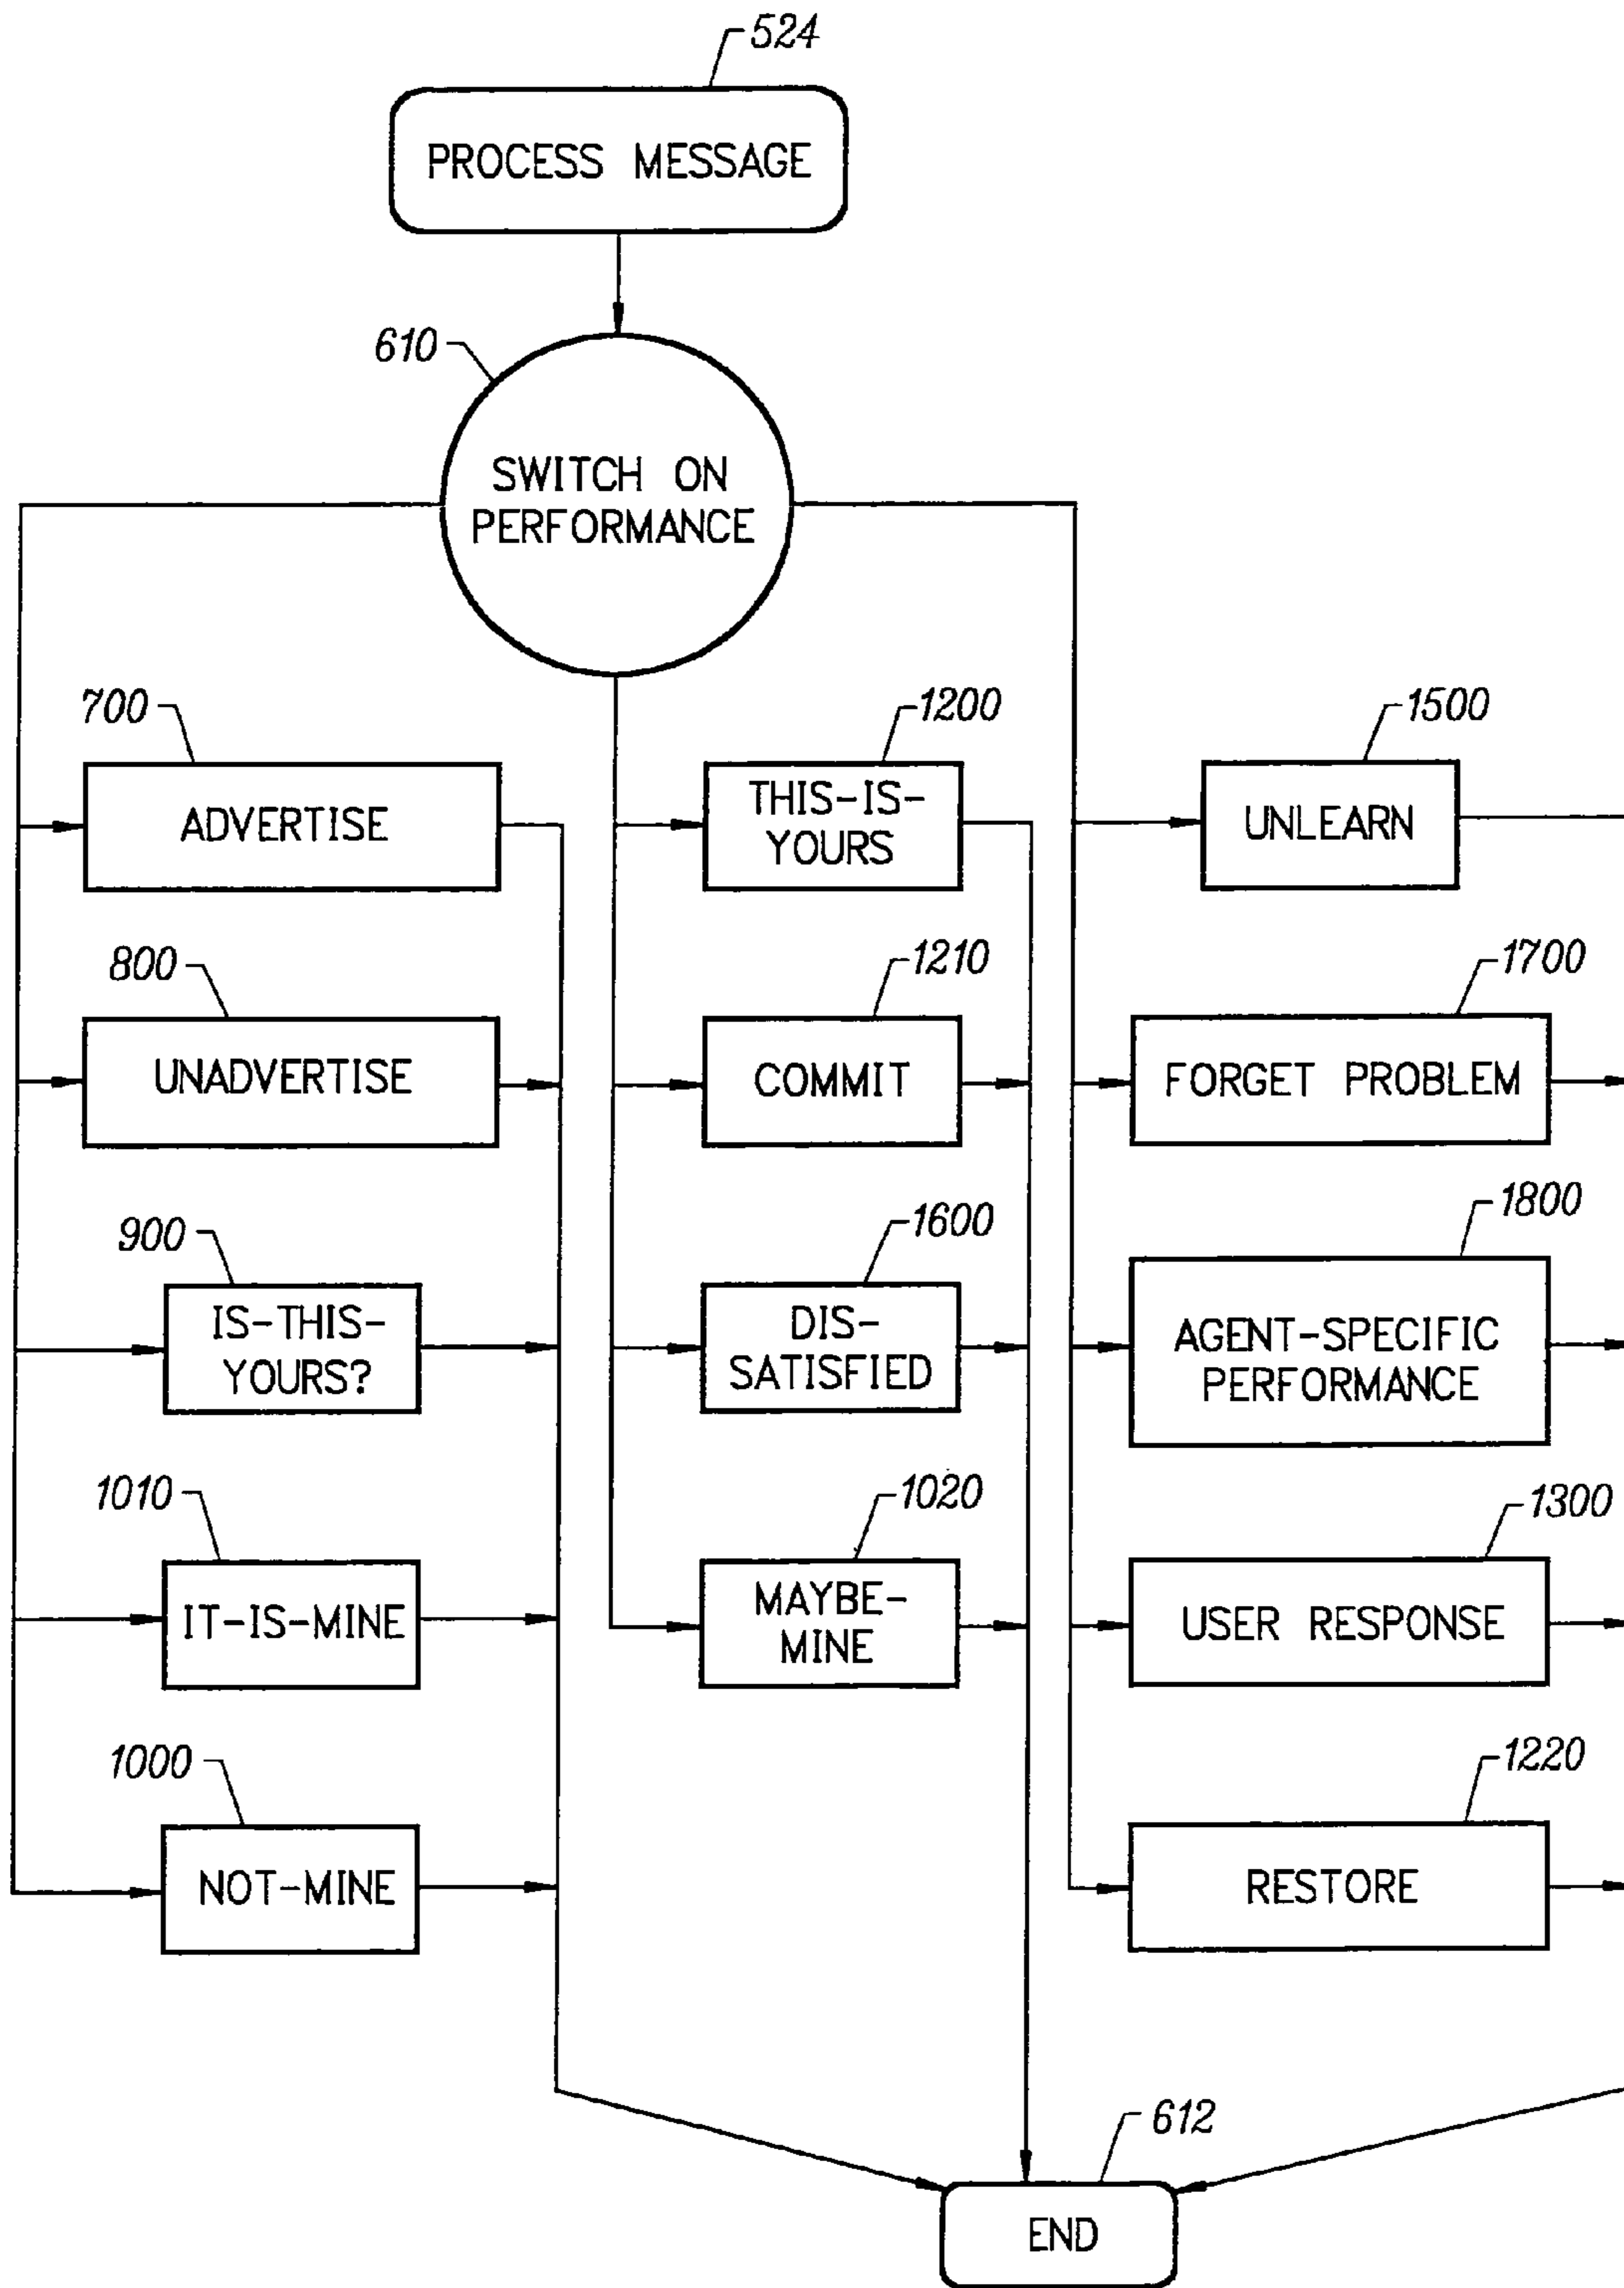 524
PROCESS MESSAGE
610
SWITCH ON
PERFORMANCE
700
ADVERTISE
800
UNADVERTISE
900
IS-THIS-
YOURS?
1010
IT-IS-MINE
1000
NOT-MINE
1200
THIS-IS-
YOURS
1210
COMMIT
1600
DIS-
SATISFIED
1020
MAYBE-
MINE
1500
UNLEARN
1700
FORGET PROBLEM
1800
AGENT-SPECIFIC
PERFORMANCE
1300
USER RESPONSE
1220
RESTORE
612
END